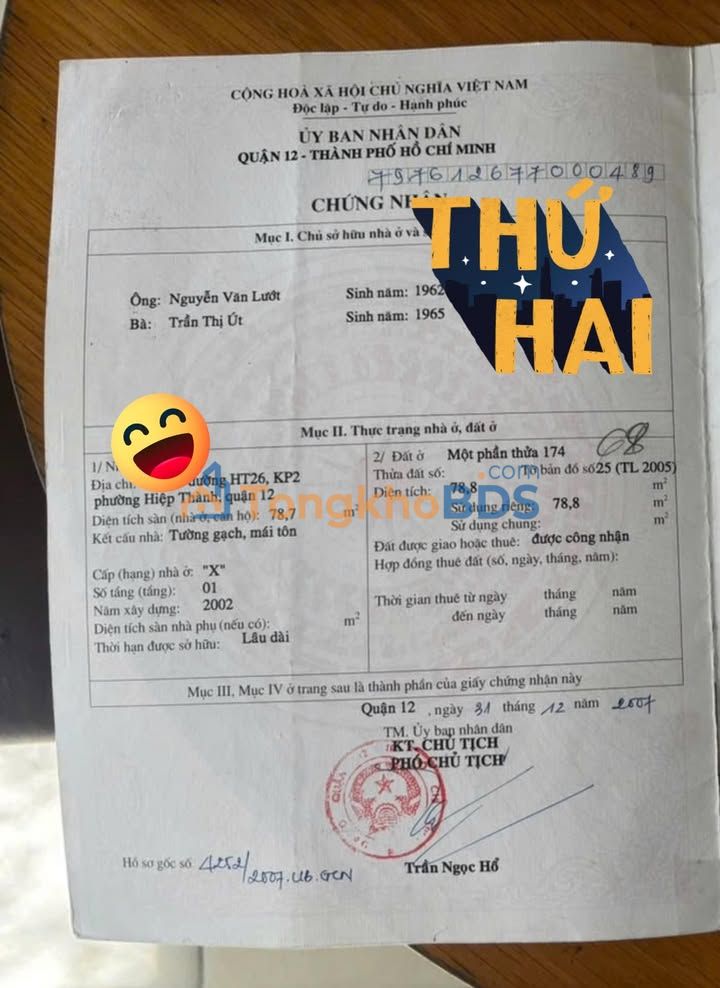 CỘNG HOÀ XÃ HỘI CHỦ NGHĨA VIỆT NAM
Độc lập - Tự do - Hạnh phúc
ỦY BAN NHÂN DÂN
QUẬN 12 - THÀNH PHỐ HỒ CHÍ MINH
797612677000489
CHỨNG NHẬN
THỨ HAI
Mục I. Chủ sở hữu nhà ở và
Ông: Nguyễn Văn Lướt Sinh năm: 1962
Bà: Trần Thị Út Sinh năm: 1965
Mục II. Thực trạng nhà ở, đất ở
68
1/ N
Địa ch đường HT26, KP2
phường Hiệp Thành, quận 12
Diện tích sàn (nhà ở, căn hộ): 78,7 m²
Kết cấu nhà: Tường gạch, mái tôn
Cấp (hạng) nhà ở: "X"
Số tầng (tầng): 01
Năm xây dựng: 2002
Diện tích sàn nhà phụ (nếu có): m²
Thời hạn được sở hữu: Lâu dài
2/ Đất ở Một phần thửa 174
Thửa đất số: Tờ bản đồ số 25 (TL 2005)
Diện tích: 78,8 m²
Sử dụng riêng: 78,8 m²
Sử dụng chung: m²
Đất được giao hoặc thuê: được công nhận
Hợp đồng thuê đất (số, ngày, tháng, năm):
Thời gian thuê từ ngày tháng năm
đến ngày tháng năm
TongkhoBDS.com
Mục III, Mục IV ở trang sau là thành phần của giấy chứng nhận này
Quận 12 , ngày 31 tháng 12 năm 2007
TM. Ủy ban nhân dân
KT. CHỦ TỊCH
PHÓ CHỦ TỊCH
Hồ sơ gốc số 4252/2007.UB.GCN
Trần Ngọc Hổ